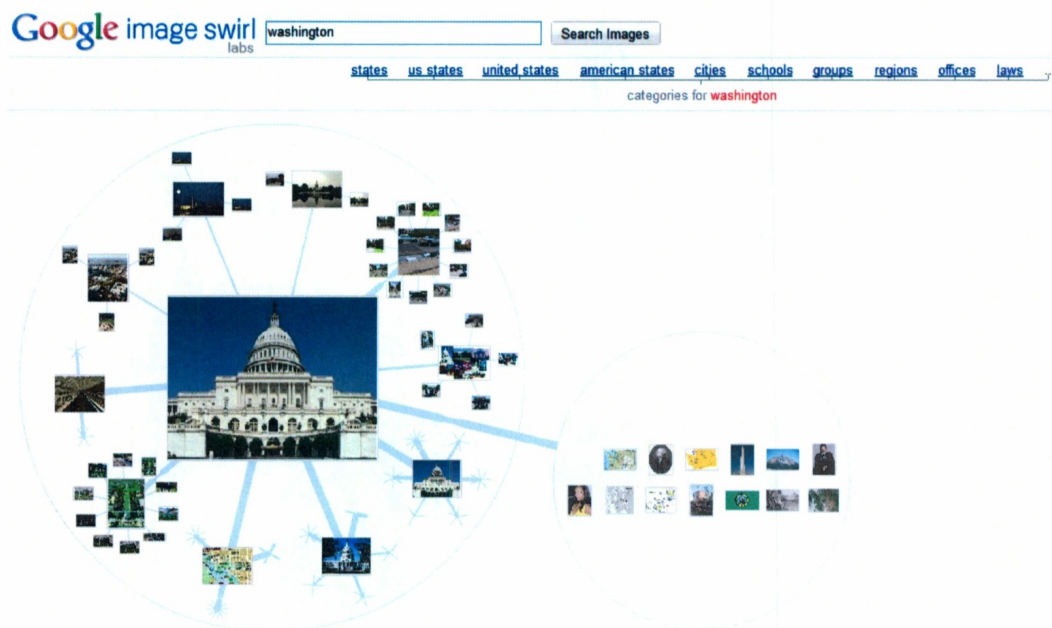 Google image swirl
labs
washington
Search Images
states us states united states american states cities schools groups regions offices laws
categories for washington